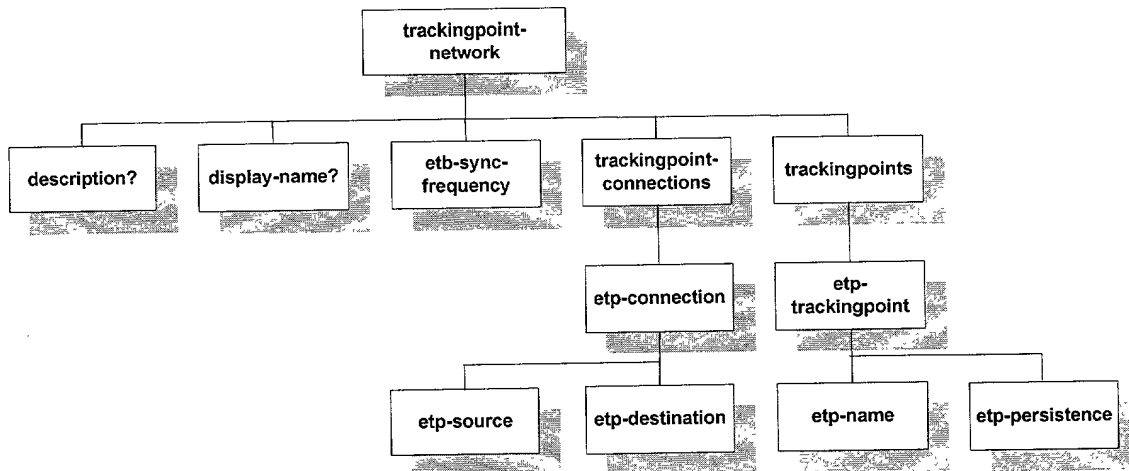 trackingpoint-
network
description?
display-name?
etb-sync-
frequency
trackingpoint-
connections
trackingpoints
etp-connection
etp-
trackingpoint
etp-source
etp-destination
etp-name
etp-persistence